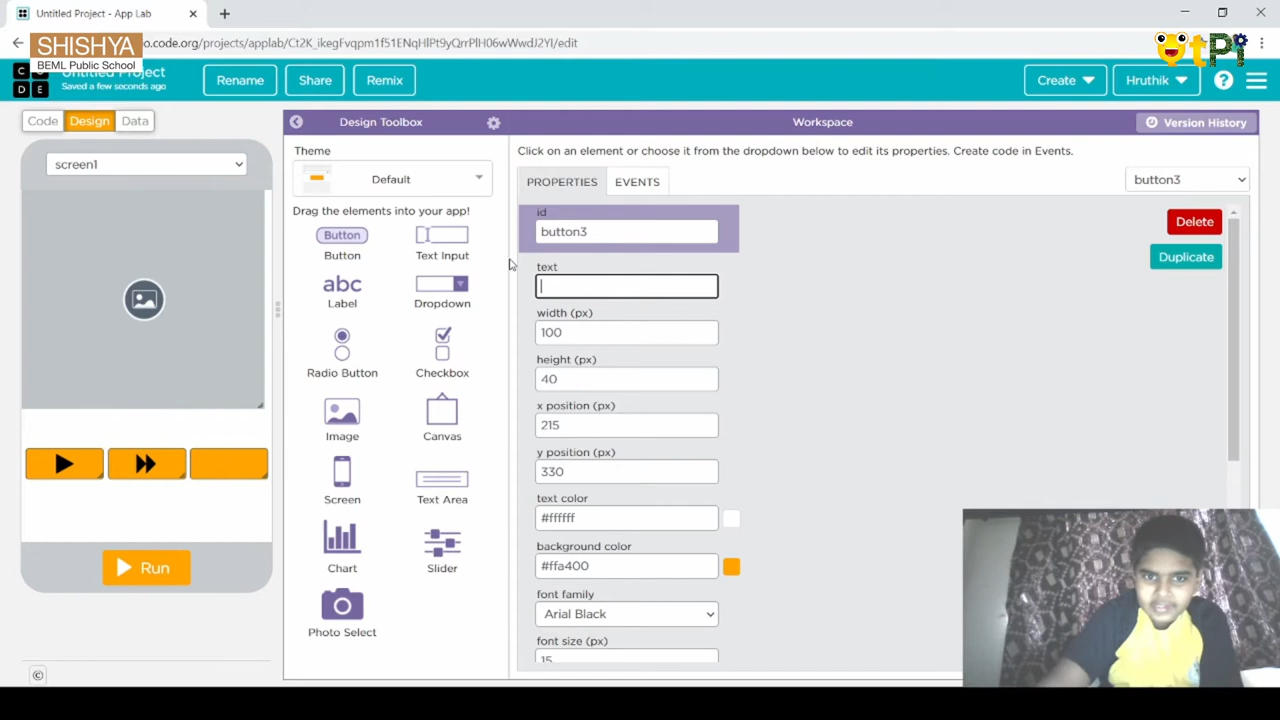 Untitled Project - App Lab
SHISHYA
BEML Public School
o.code.org/projects/applab/Ct2K_ikegFvqpm1f51ENqHlPt9yQrrPlH06wWwdJ2YI/edit
OtPi
C O
D E
Untitled Project
Saved a few seconds ago
Rename
Share
Remix
Create
Hruthik
?
Code
Design
Data
Design Toolbox
Workspace
Version History
screen1
Theme
Default
Click on an element or choose it from the dropdown below to edit its properties. Create code in Events.
PROPERTIES
EVENTS
button3
Drag the elements into your app!
Button
Button
Text Input
abc
Label
Dropdown
Radio Button
Checkbox
Image
Canvas
Screen
Text Area
Chart
Slider
Photo Select
id
button3
text
width (px)
100
height (px)
40
x position (px)
215
y position (px)
330
text color
#ffffff
background color
#ffa400
font family
Arial Black
font size (px)
15
Delete
Duplicate
Run
©